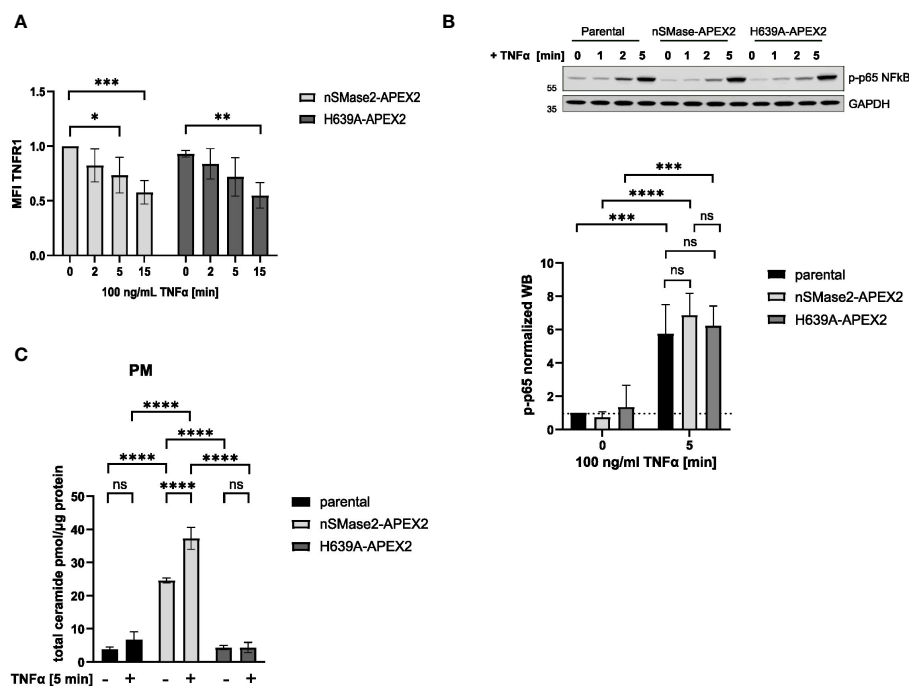 A
***
*
**
nSMase2-APEX2
H639A-APEX2
MFI TNFR1
1.5
1.0
0.5
0.0
0 2 5 15 0 2 5 15
100 ng/mL TNFα [min]
B
Parental nSMase-APEX2 H639A-APEX2
+ TNFα [min] 0 1 2 5 0 1 2 5 0 1 2 5
55
p-p65 NFkB
35
GAPDH
***
****
***
ns
ns
ns
parental
nSMase2-APEX2
H639A-APEX2
p-p65 normalized WB
10
8
6
4
2
0
0 5
100 ng/ml TNFα [min]
C
PM
****
****
**** ****
ns **** ns
parental
nSMase2-APEX2
H639A-APEX2
total ceramide pmol/µg protein
50
40
30
20
10
0
TNFα [5 min] - + - + - +